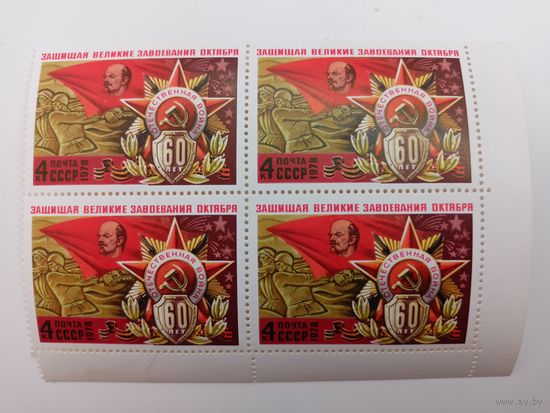 ЗАЩИЩАЯ ВЕЛИКИЕ ЗАВОЕВАНИЯ ОКТЯБРЯ
ОТЕЧЕСТВЕННАЯ ВОЙНА
60
ЛЕТ
4 К ПОЧТА
СССР 1978
ЗАЩИЩАЯ ВЕЛИКИЕ ЗАВОЕВАНИЯ ОКТЯБРЯ
ОТЕЧЕСТВЕННАЯ ВОЙНА
60
ЛЕТ
4 К ПОЧТА
СССР 1978
ЗАЩИЩАЯ ВЕЛИКИЕ ЗАВОЕВАНИЯ ОКТЯБРЯ
ОТЕЧЕСТВЕННАЯ ВОЙНА
60
ЛЕТ
4 К ПОЧТА
СССР 1978
ЗАЩИЩАЯ ВЕЛИКИЕ ЗАВОЕВАНИЯ ОКТЯБРЯ
ОТЕЧЕСТВЕННАЯ ВОЙНА
60
ЛЕТ
4 К ПОЧТА
СССР 1978
www.ay.by